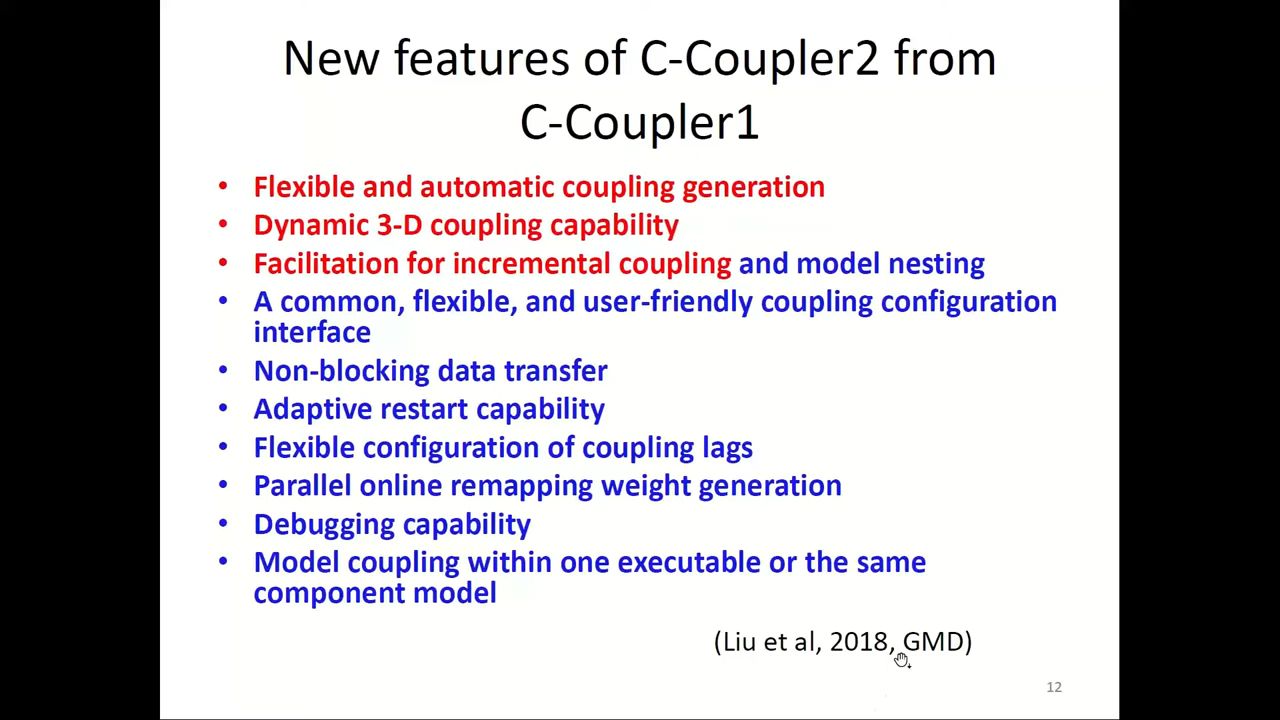 New features of C-Coupler2 from
C-Coupler1
• Flexible and automatic coupling generation
• Dynamic 3-D coupling capability
• Facilitation for incremental coupling and model nesting
• A common, flexible, and user-friendly coupling configuration
interface
• Non-blocking data transfer
• Adaptive restart capability
• Flexible configuration of coupling lags
• Parallel online remapping weight generation
• Debugging capability
• Model coupling within one executable or the same
component model
(Liu et al, 2018, GMD)
12